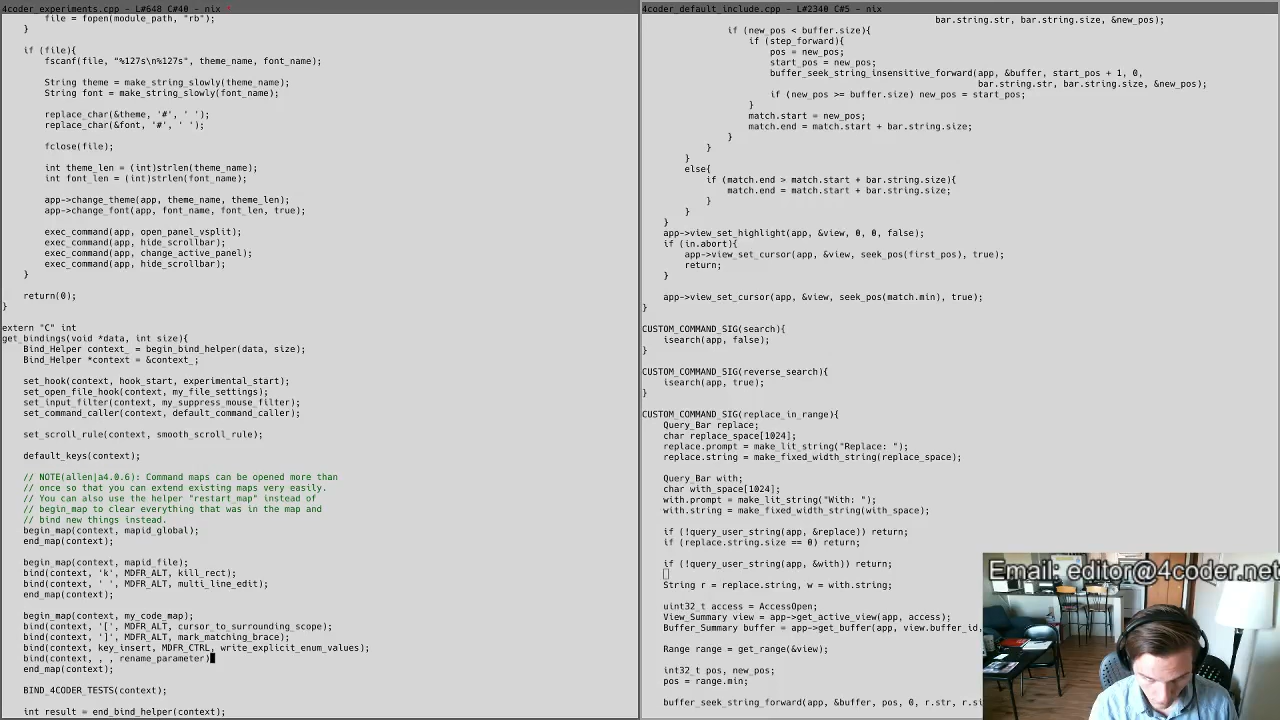 4coder_experiments.cpp - L#648 C#40 - nix *
    file = fopen(module_path, "rb");
}
if (file){
    fscanf(file, "%127s\n%127s", theme_name, font_name);
    String theme = make_string_slowly(theme_name);
    String font = make_string_slowly(font_name);
    replace_char(&theme, '#', ' ');
    replace_char(&font, '#', ' ');
    fclose(file);
    int theme_len = (int)strlen(theme_name);
    int font_len = (int)strlen(font_name);
    app->change_theme(app, theme_name, theme_len);
    app->change_font(app, font_name, font_len, true);
    exec_command(app, open_panel_vsplit);
    exec_command(app, hide_scrollbar);
    exec_command(app, change_active_panel);
    exec_command(app, hide_scrollbar);
}
return(0);
}
extern "C" int
get_bindings(void *data, int size){
    Bind_Helper context_ = begin_bind_helper(data, size);
    Bind_Helper *context = &context_;
    set_hook(context, hook_start, experimental_start);
    set_open_file_hook(context, my_file_settings);
    set_input_filter(context, my_suppress_mouse_filter);
    set_command_caller(context, default_command_caller);
    set_scroll_rule(context, smooth_scroll_rule);
    default_keys(context);
    // NOTE(allen|a4.0.6): Command maps can be opened more than
    // once so that you can extend existing maps very easily.
    // You can also use the helper "restart_map" instead of
    // begin_map to clear everything that was in the map and
    // bind new things instead.
    begin_map(context, mapid_global);
    end_map(context);
    begin_map(context, mapid_file);
    bind(context, 'k', MDFR_ALT, kill_rect);
    bind(context, ' ', MDFR_ALT, multi_line_edit);
    end_map(context);
    begin_map(context, my_code_map);
    bind(context, '[', MDFR_ALT, cursor_to_surrounding_scope);
    bind(context, ']', MDFR_ALT, mark_matching_brace);
    bind(context, key_insert, MDFR_CTRL, write_explicit_enum_values);
    bind(context, , , rename_parameter)
    end_map(context);
    BIND_4CODER_TESTS(context);
    int result = end_bind_helper(context);
4coder_default_include.cpp - L#2340 C#5 - nix
bar.string.str, bar.string.size, &new_pos);
if (new_pos < buffer.size){
    if (step_forward){
        pos = new_pos;
        start_pos = new_pos;
        buffer_seek_string_insensitive_forward(app, &buffer, start_pos + 1, 0,
                                               bar.string.str, bar.string.size, &new_pos);
        if (new_pos >= buffer.size) new_pos = start_pos;
    }
    match.start = new_pos;
    match.end = match.start + bar.string.size;
}
}
}
else{
    if (match.end > match.start + bar.string.size){
        match.end = match.start + bar.string.size;
    }
}
}
app->view_set_highlight(app, &view, 0, 0, false);
if (in.abort){
    app->view_set_cursor(app, &view, seek_pos(first_pos), true);
    return;
}
app->view_set_cursor(app, &view, seek_pos(match.min), true);
}
CUSTOM_COMMAND_SIG(search){
    isearch(app, false);
}
CUSTOM_COMMAND_SIG(reverse_search){
    isearch(app, true);
}
CUSTOM_COMMAND_SIG(replace_in_range){
    Query_Bar replace;
    char replace_space[1024];
    replace.prompt = make_lit_string("Replace: ");
    replace.string = make_fixed_width_string(replace_space);
    Query_Bar with;
    char with_space[1024];
    with.prompt = make_lit_string("With: ");
    with.string = make_fixed_width_string(with_space);
    if (!query_user_string(app, &replace)) return;
    if (replace.string.size == 0) return;
    if (!query_user_string(app, &with)) return;
    String r = replace.string, w = with.string;
    uint32_t access = AccessOpen;
    View_Summary view = app->get_active_view(app, access);
    Buffer_Summary buffer = app->get_buffer(app, view.buffer_id,
    Range range = get_range(&view);
    int32_t pos, new_pos;
    pos = range.min;
    buffer_seek_string_forward(app, &buffer, pos, 0, r.str, r.si
Email: editor@4coder.net